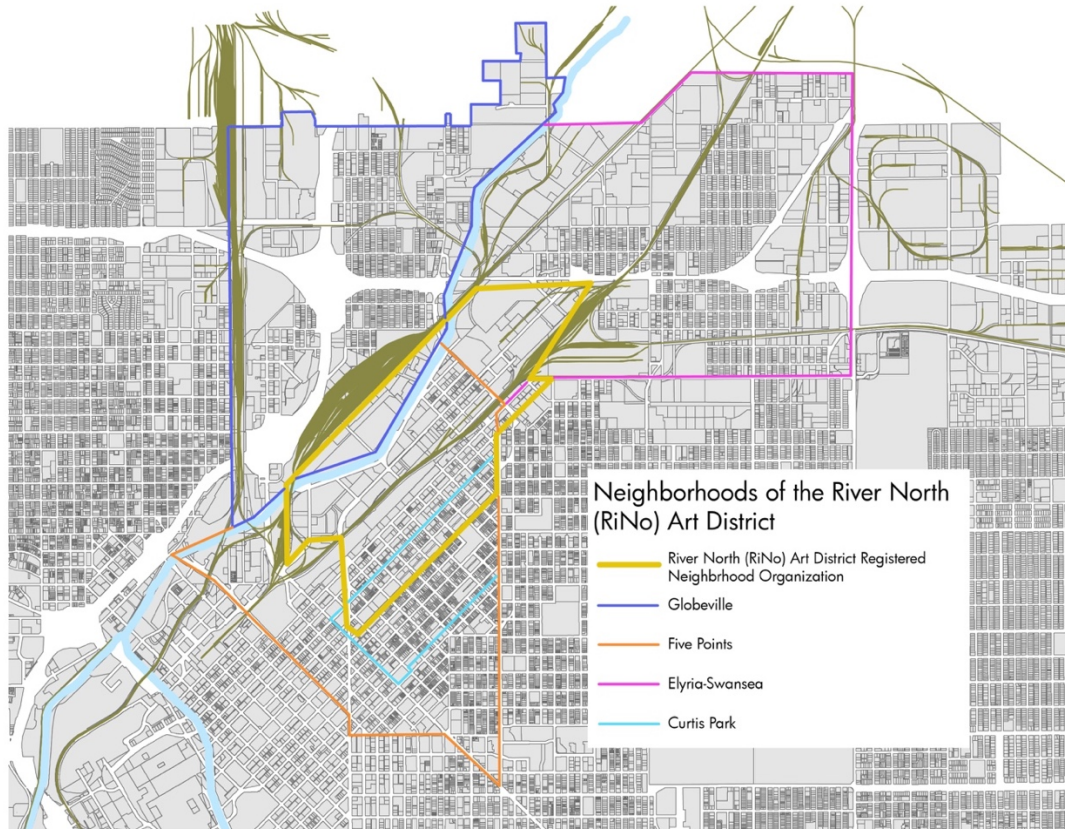 Neighborhoods of the River North
(RiNo) Art District
River North (RiNo) Art District Registered
Neighbrhood Organization
Globeville
Five Points
Elyria-Swansea
Curtis Park